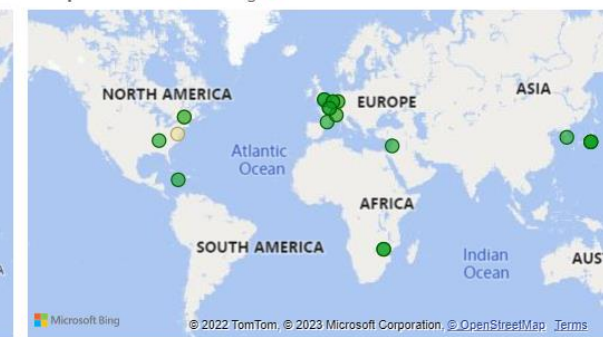 NORTH AMERICA
EUROPE
ASIA
Atlantic
Ocean
AFRICA
SOUTH AMERICA
Indian
Ocean
AUS
Microsoft Bing
© 2022 TomTom, © 2023 Microsoft Corporation, © OpenStreetMap Terms